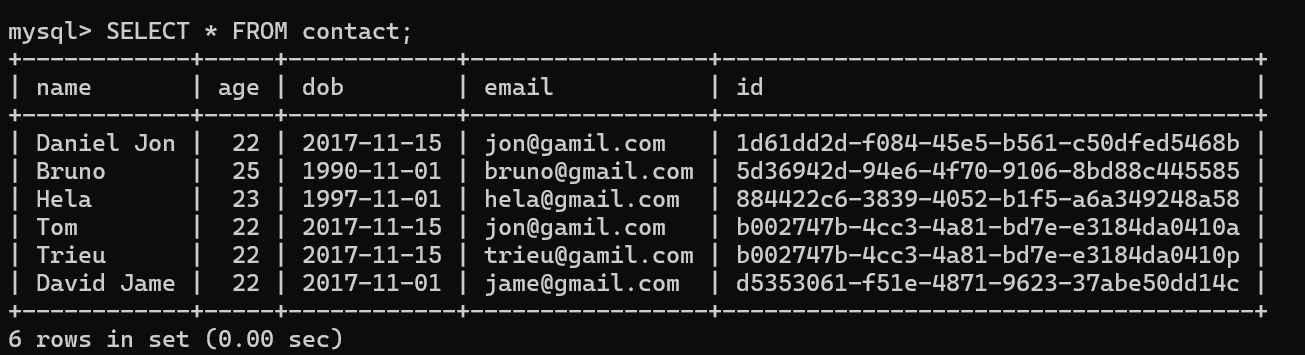 mysql> SELECT * FROM contact;
+------------+-----+------------+-----------------+--------------------------------------+
| name       | age | dob        | email           | id                                   |
+------------+-----+------------+-----------------+--------------------------------------+
| Daniel Jon |  22 | 2017-11-15 | jon@gamil.com   | 1d61dd2d-f084-45e5-b561-c50dfed5468b |
| Bruno      |  25 | 1990-11-01 | bruno@gmail.com | 5d36942d-94e6-4f70-9106-8bd88c445585 |
| Hela       |  23 | 1997-11-01 | hela@gmail.com  | 884422c6-3839-4052-b1f5-a6a349248a58 |
| Tom        |  22 | 2017-11-15 | jon@gamil.com   | b002747b-4cc3-4a81-bd7e-e3184da0410a |
| Trieu      |  22 | 2017-11-15 | trieu@gamil.com | b002747b-4cc3-4a81-bd7e-e3184da0410p |
| David Jame |  22 | 2017-11-01 | jame@gmail.com  | d5353061-f51e-4871-9623-37abe50dd14c |
+------------+-----+------------+-----------------+--------------------------------------+
6 rows in set (0.00 sec)